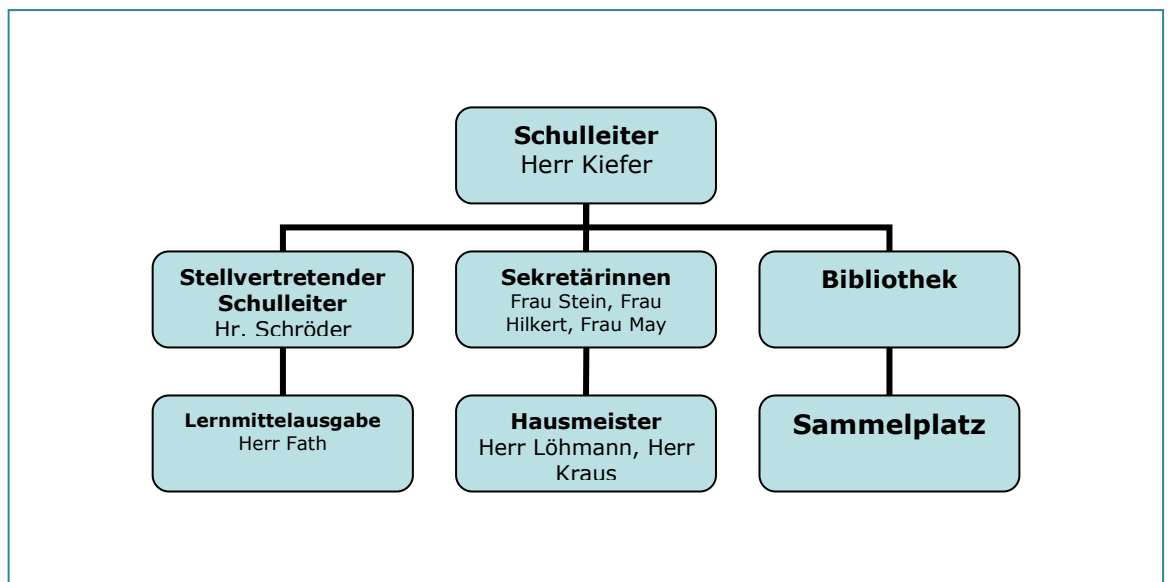 Schulleiter
Herr Kiefer
Stellvertretender
Schulleiter
Hr. Schröder
Sekretärinnen
Frau Stein, Frau
Hilkert, Frau May
Bibliothek
Lernmittelausgabe
Herr Fath
Hausmeister
Herr Löhmann, Herr
Kraus
Sammelplatz